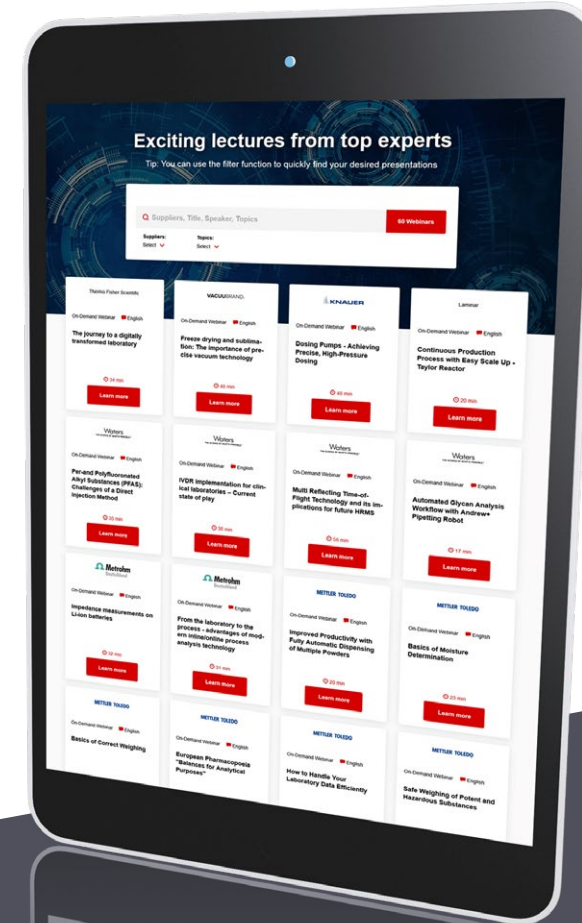 Exciting lectures from top experts
Tip: You can use the filter function to quickly find your desired presentations
Suppliers, Title, Speaker, Topics
60 Webinars
Suppliers:
Select
Topics:
Select
Thermo Fisher Scientific
On-Demand Webinar English
The journey to a digitally
transformed laboratory
34 min
Learn more
VACUUBRAND.
On-Demand Webinar English
Freeze drying and sublima-
tion: The importance of pre-
cise vacuum technology
60 min
Learn more
KNAUER
On-Demand Webinar English
Dosing Pumps - Achieving
Precise, High-Pressure
Dosing
Learn more
Laminar
On-Demand Webinar English
Continuous Production
Process with Easy Scale Up -
Taylor Reactor
20 min
Learn more
Waters
On-Demand Webinar English
Per-and Polyfluoronated
Alkyl Substances (PFAS):
Challenges of a Direct
Injection Method
Learn more
Waters
On-Demand Webinar English
IVDR implementation for clin-
ical laboratories – Current
state of play
Learn more
Waters
On-Demand Webinar English
Multi Reflecting Time-of-
Flight Technology and its im-
plications for future HRMS
Learn more
Waters
On-Demand Webinar English
Automated Glycan Analysis
Workflow with Andrew+
Pipetting Robot
17 min
Learn more
Metrohm
Deutschland
On-Demand Webinar English
Impedance measurements on
Li-ion batteries
32 min
Learn more
Metrohm
Deutschland
On-Demand Webinar English
From the laboratory to the
process - advantages of mod-
ern inline/online process
analysis technology
31 min
Learn more
METTLER TOLEDO
On-Demand Webinar English
Improved Productivity with
Fully Automatic Dispensing
of Multiple Powders
Learn more
METTLER TOLEDO
On-Demand Webinar English
Basics of Moisture
Determination
23 min
Learn more
METTLER TOLEDO
On-Demand Webinar English
Basics of Correct Weighing
METTLER TOLEDO
On-Demand Webinar English
European Pharmacopoeia
"Balances for Analytical
Purposes"
METTLER TOLEDO
On-Demand Webinar English
How to Handle Your
Laboratory Data Efficiently
METTLER TOLEDO
On-Demand Webinar English
Safe Weighing of Potent and
Hazardous Substances